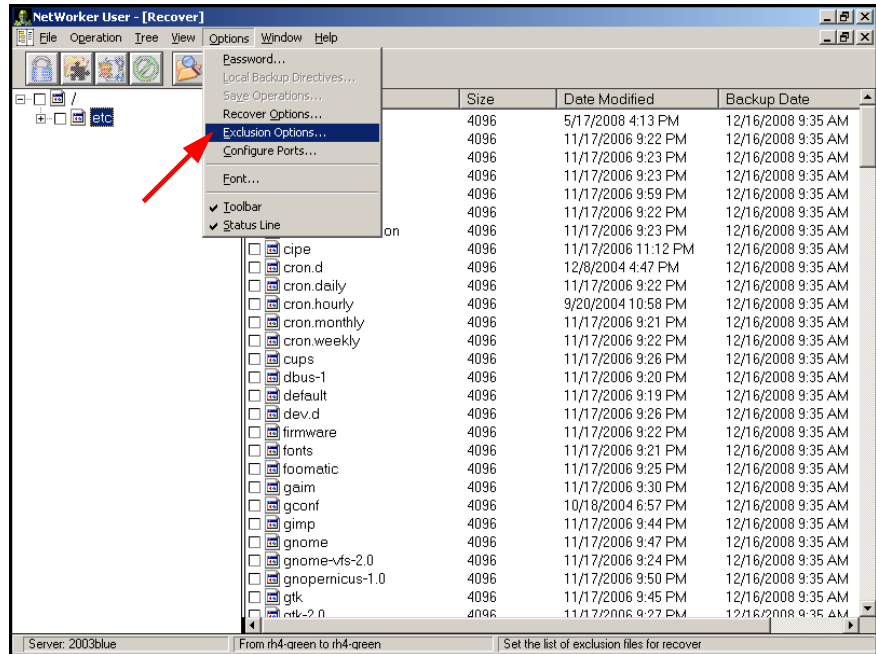 NetWorker User - [Recover]
File Operation Tree View Options Window Help
Password...
Local Backup Directives...
Save Operations...
Recover Options...
Exclusion Options...
Configure Ports...
Font...
Toolbar
Status Line
/
etc
Size Date Modified Backup Date
4096 5/17/2008 4:13 PM 12/16/2008 9:35 AM
4096 11/17/2006 9:22 PM 12/16/2008 9:35 AM
4096 11/17/2006 9:23 PM 12/16/2008 9:35 AM
4096 11/17/2006 9:23 PM 12/16/2008 9:35 AM
4096 11/17/2006 9:59 PM 12/16/2008 9:35 AM
4096 11/17/2006 9:22 PM 12/16/2008 9:35 AM
on 4096 11/17/2006 9:23 PM 12/16/2008 9:35 AM
cipe 4096 11/17/2006 11:12 PM 12/16/2008 9:35 AM
cron.d 4096 12/8/2004 4:47 PM 12/16/2008 9:35 AM
cron.daily 4096 11/17/2006 9:22 PM 12/16/2008 9:35 AM
cron.hourly 4096 9/20/2004 10:58 PM 12/16/2008 9:35 AM
cron.monthly 4096 11/17/2006 9:21 PM 12/16/2008 9:35 AM
cron.weekly 4096 11/17/2006 9:22 PM 12/16/2008 9:35 AM
cups 4096 11/17/2006 9:26 PM 12/16/2008 9:35 AM
dbus-1 4096 11/17/2006 9:20 PM 12/16/2008 9:35 AM
default 4096 11/17/2006 9:19 PM 12/16/2008 9:35 AM
dev.d 4096 11/17/2006 9:26 PM 12/16/2008 9:35 AM
firmware 4096 11/17/2006 9:22 PM 12/16/2008 9:35 AM
fonts 4096 11/17/2006 9:21 PM 12/16/2008 9:35 AM
foomatic 4096 11/17/2006 9:25 PM 12/16/2008 9:35 AM
gaim 4096 11/17/2006 9:30 PM 12/16/2008 9:35 AM
gconf 4096 10/18/2004 6:57 PM 12/16/2008 9:35 AM
gimp 4096 11/17/2006 9:44 PM 12/16/2008 9:35 AM
gnome 4096 11/17/2006 9:47 PM 12/16/2008 9:35 AM
gnome-vfs-2.0 4096 11/17/2006 9:24 PM 12/16/2008 9:35 AM
gnopernicus-1.0 4096 11/17/2006 9:50 PM 12/16/2008 9:35 AM
gtk 4096 11/17/2006 9:45 PM 12/16/2008 9:35 AM
gtk-2.0 4096 11/17/2006 9:27 PM 12/16/2008 9:35 AM
Server: 2003blue From rh4-green to rh4-green Set the list of exclusion files for recover